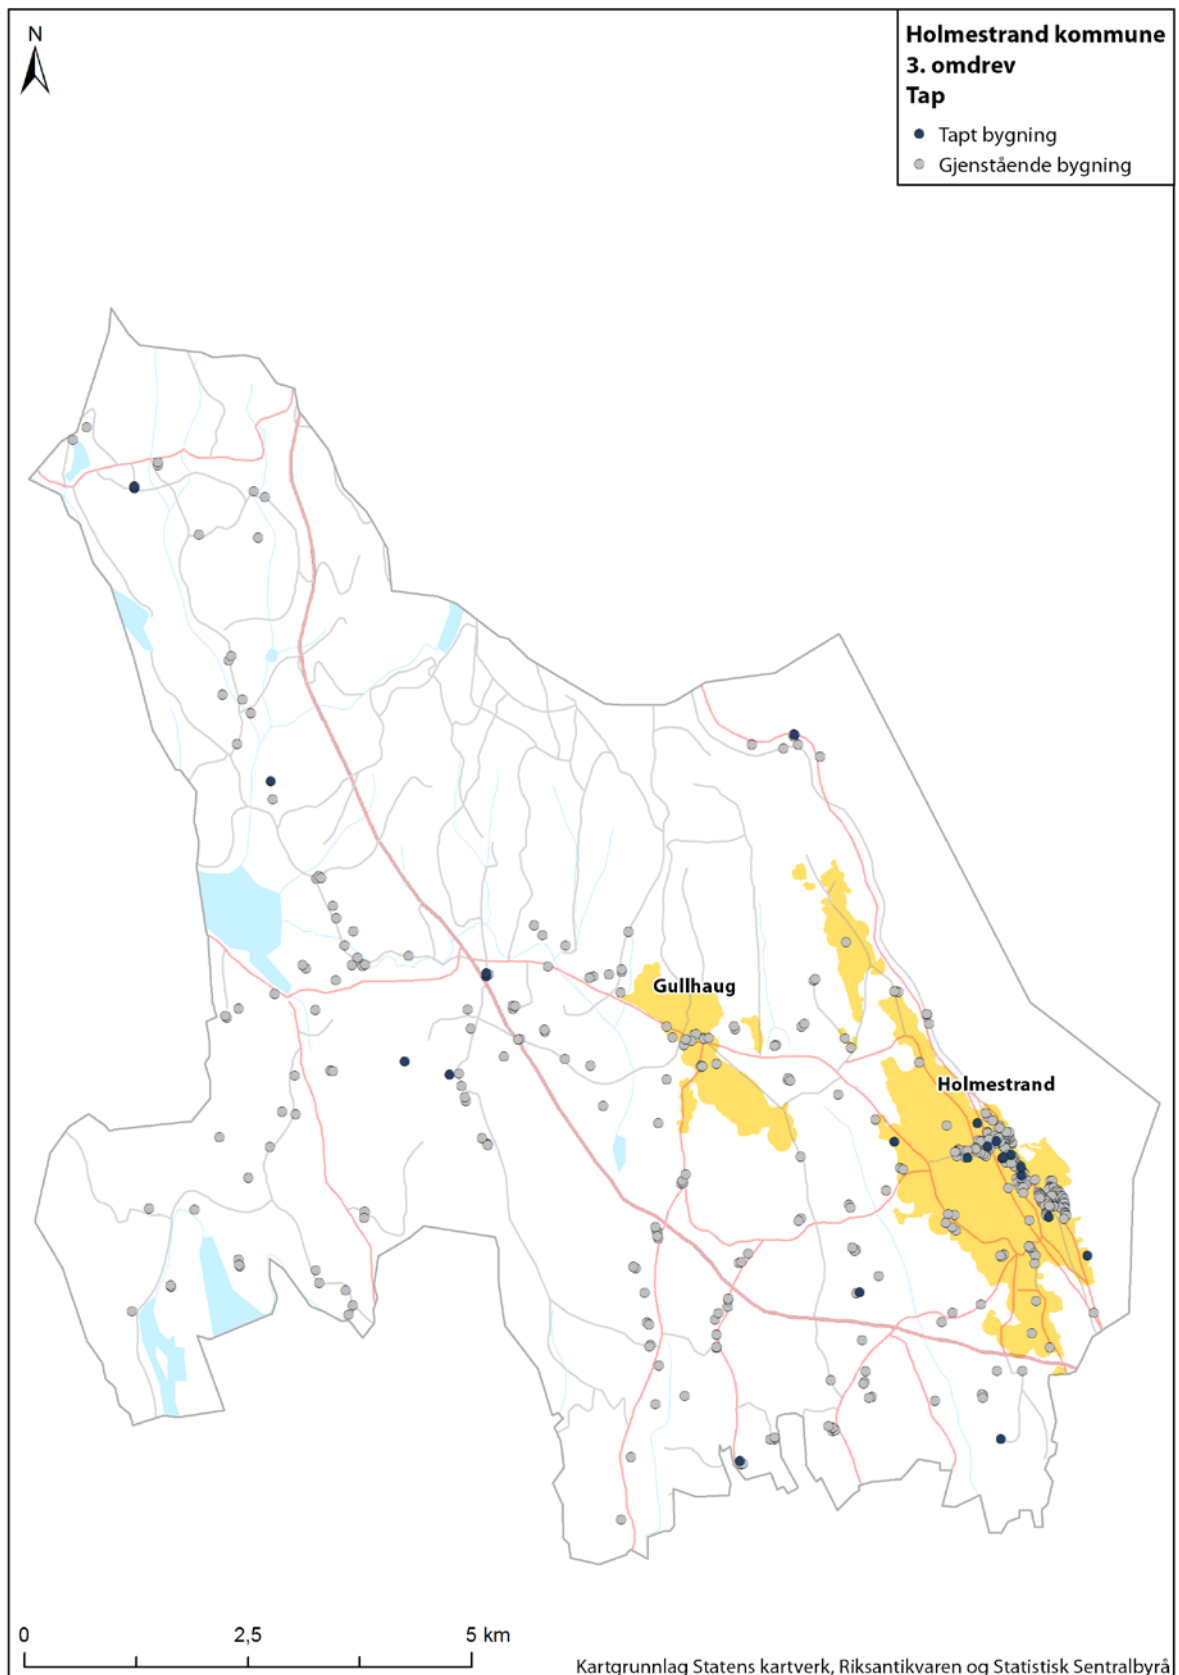 N
Holmestrand kommune
3. omdrev
Tap
Tapt bygning
Gjenstående bygning
Gullhaug
Holmestrand
0 2,5 5 km
Kartgrunnlag Statens kartverk, Riksantikvaren og Statistisk Sentralbyrå